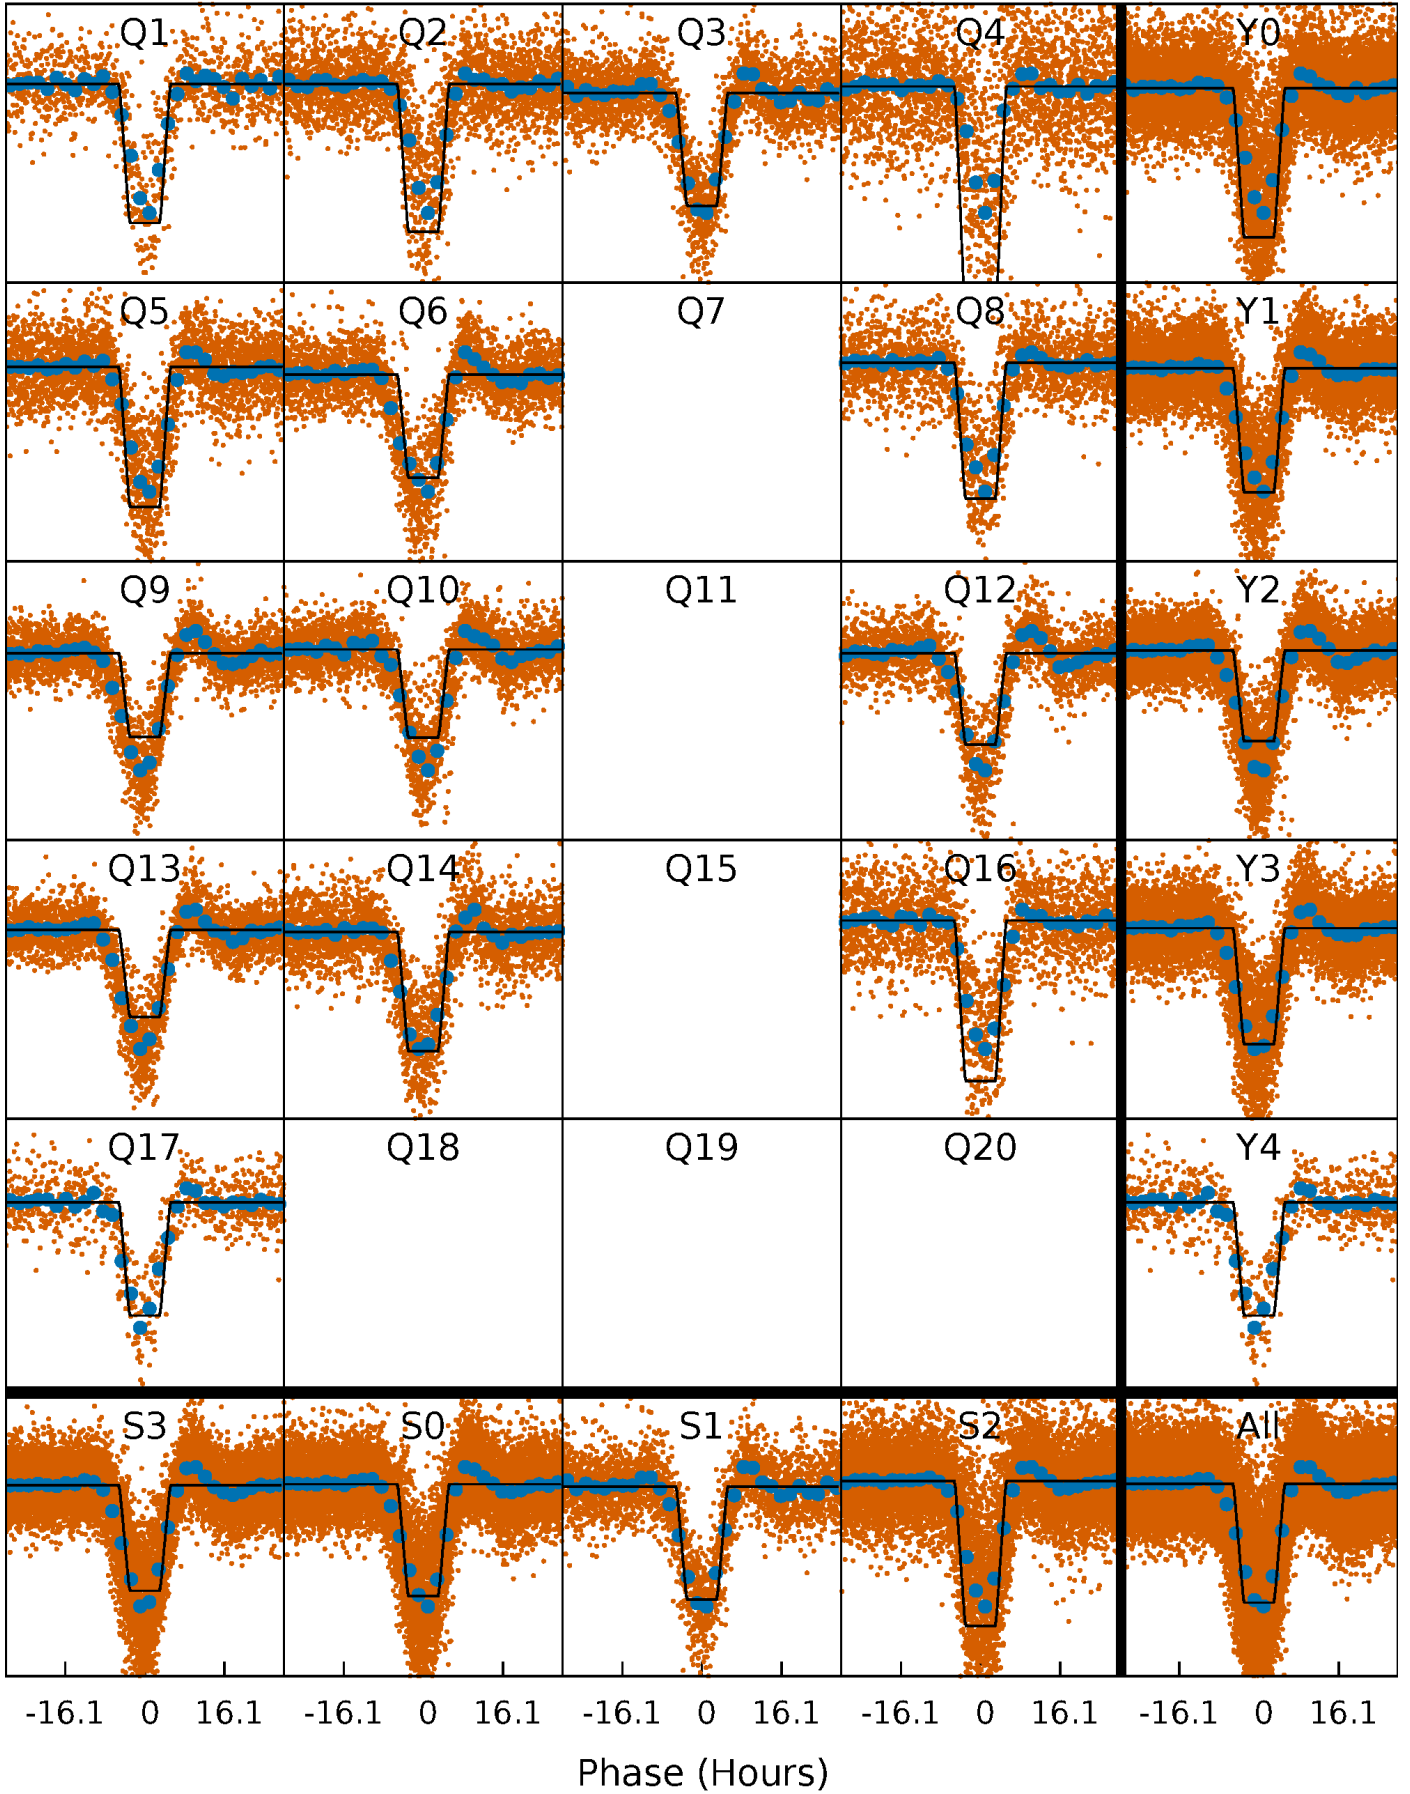 Q1 Q2 Q3 Q4 Y0
Q5 Q6 Q7 Q8 Y1
Q9 Q10 Q11 Q12 Y2
Q13 Q14 Q15 Q16 Y3
Q17 Q18 Q19 Q20 Y4
S3 S0 S1 S2 All
-16.1 0 16.1 -16.1 0 16.1 -16.1 0 16.1 -16.1 0 16.1 -16.1 0 16.1
Phase (Hours)